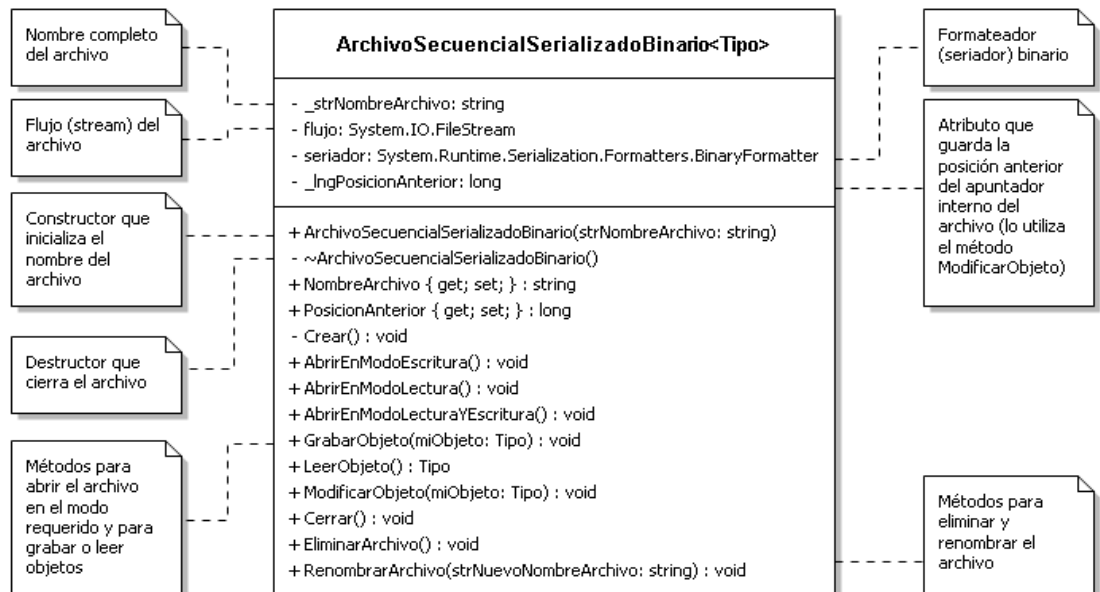 Nombre completo
del archivo
Flujo (stream) del
archivo
Constructor que
inicializa el
nombre del
archivo
Destructor que
cierra el archivo
Métodos para
abrir el archivo
en el modo
requerido y para
grabar o leer
objetos
ArchivoSecuencialSerializadoBinario<Tipo>
- _strNombreArchivo: string
- flujo: System.IO.FileStream
- seriador: System.Runtime.Serialization.Formatters.BinaryFormatter
- _lngPosicionAnterior: long
+ ArchivoSecuencialSerializadoBinario(strNombreArchivo: string)
- ~ArchivoSecuencialSerializadoBinario()
+ NombreArchivo { get; set; } : string
+ PosicionAnterior { get; set; } : long
- Crear() : void
+ AbrirEnModoEscritura() : void
+ AbrirEnModoLectura() : void
+ AbrirEnModoLecturaYEscritura() : void
+ GrabarObjeto(miObjeto: Tipo) : void
+ LeerObjeto() : Tipo
+ ModificarObjeto(miObjeto: Tipo) : void
+ Cerrar() : void
+ EliminarArchivo() : void
+ RenombrarArchivo(strNuevoNombreArchivo: string) : void
Formateador
(seriador) binario
Atributo que
guarda la
posición anterior
del apuntador
interno del
archivo (lo utiliza
el método
ModificarObjeto)
Métodos para
eliminar y
renombrar el
archivo